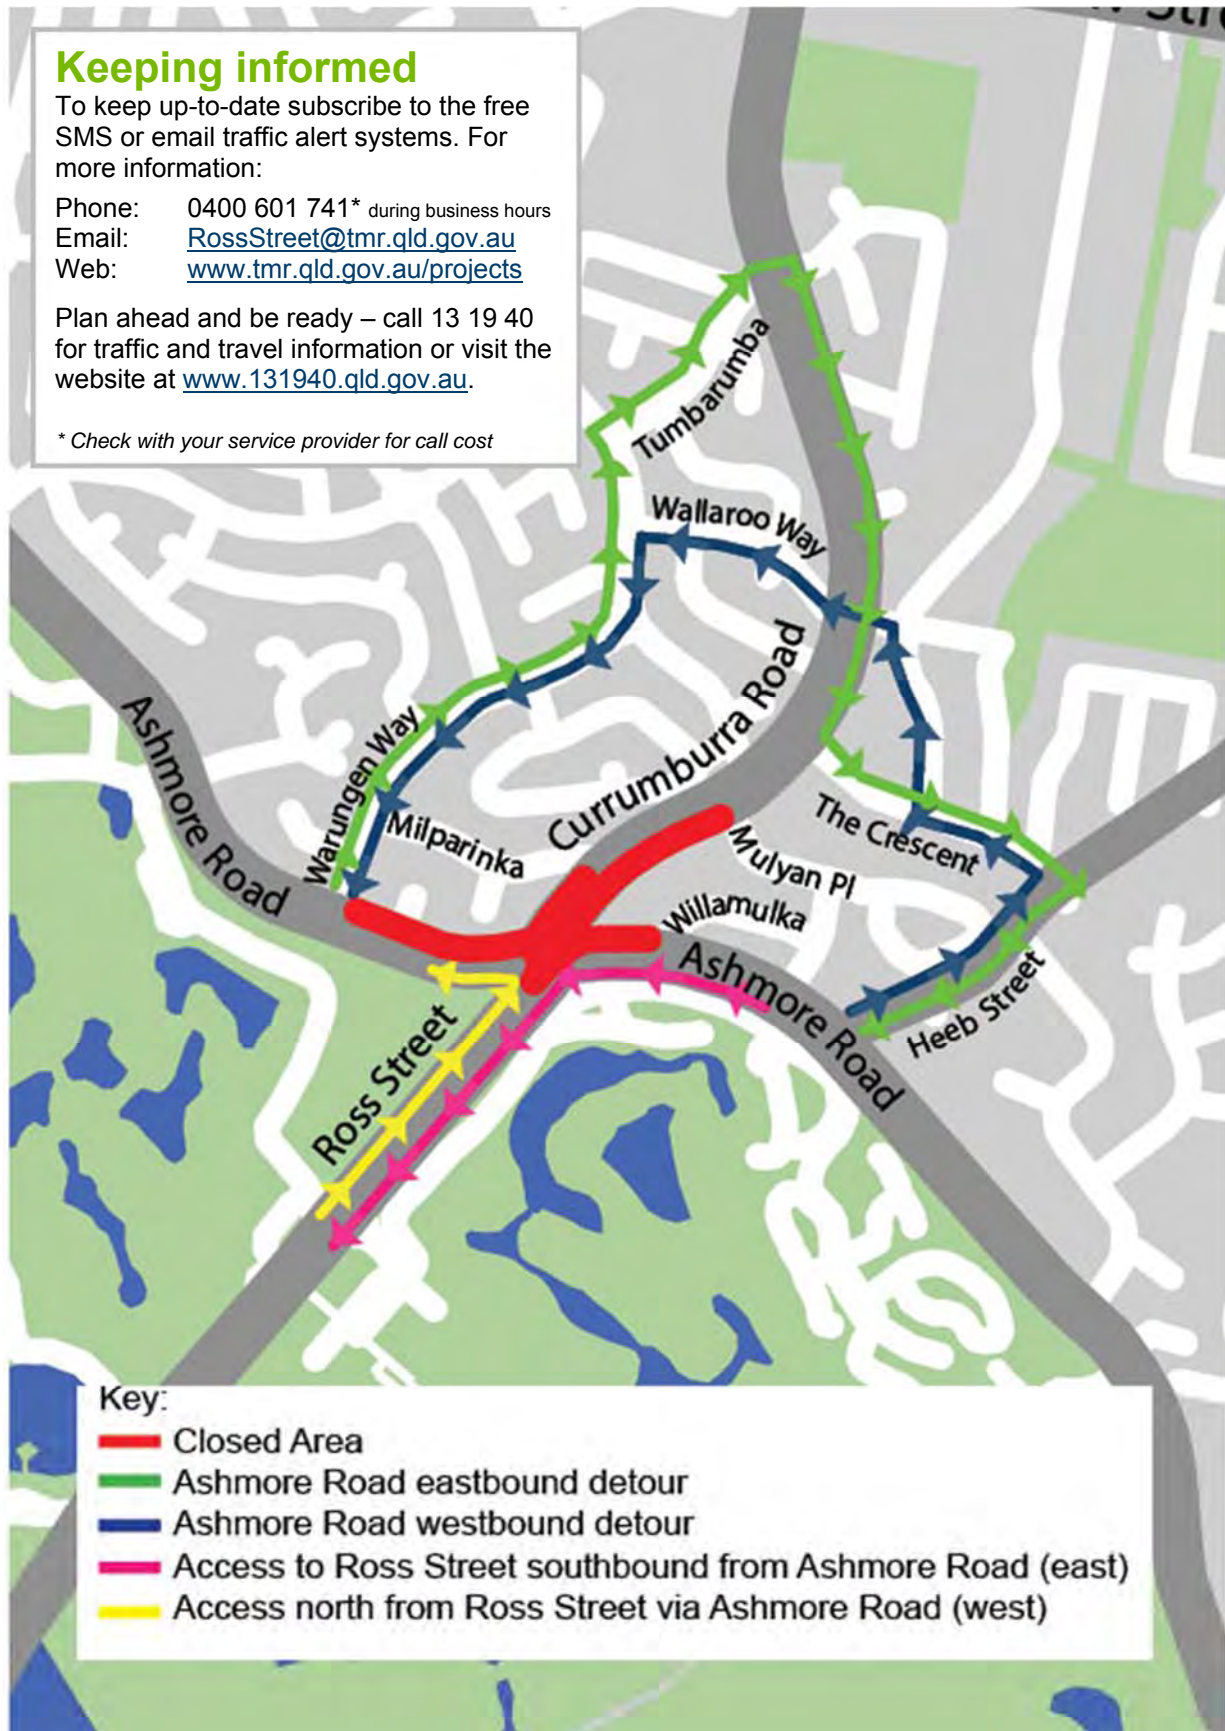 Keeping informed
To keep up-to-date subscribe to the free
SMS or email traffic alert systems. For
more information:
Phone: 0400 601 741* during business hours
Email: RossStreet@tmr.qld.gov.au
Web: www.tmr.qld.gov.au/projects
Plan ahead and be ready – call 13 19 40
for traffic and travel information or visit the
website at www.131940.qld.gov.au.
* Check with your service provider for call cost
Tumbarumba
Wallaroo Way
Currumburra Road
Ashmore Road
Warungen Way
Milparinka
The Crescent
Mulyan Pl
Willamulka
Ashmore Road
Heeb Street
Ross Street
Key:
Closed Area
Ashmore Road eastbound detour
Ashmore Road westbound detour
Access to Ross Street southbound from Ashmore Road (east)
Access north from Ross Street via Ashmore Road (west)